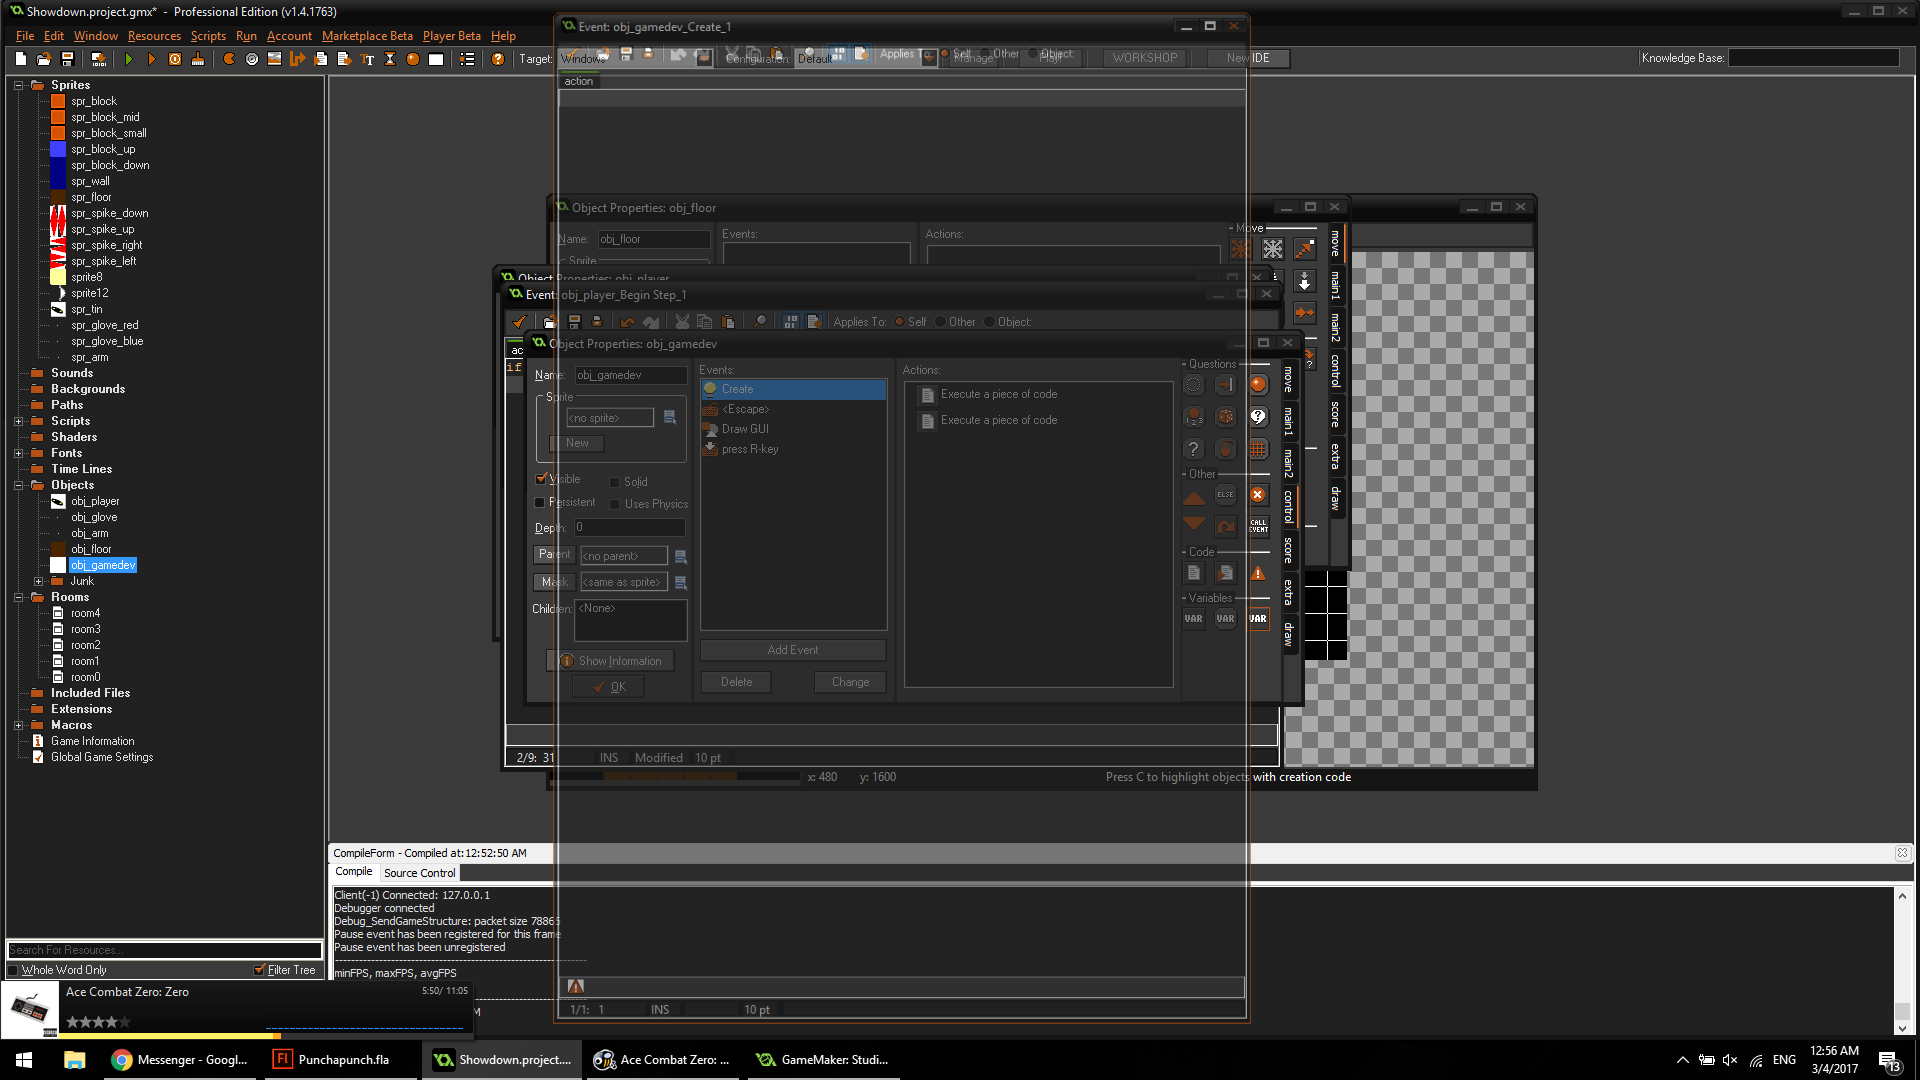 Showdown.project.gmx* - Professional Edition (v1.4.1763)
File Edit Window Resources Scripts Run Account Marketplace Beta Player Beta Help
Target:
Knowledge Base:
Event: obj_gamedev_Create_1
Windows
Configuration:
Default
Applies To:
Self
Other
Object:
Manage
Play!
WORKSHOP
New IDE
action
Sprites
spr_block
spr_block_mid
spr_block_small
spr_block_up
spr_block_down
spr_wall
spr_floor
spr_spike_down
spr_spike_up
spr_spike_right
spr_spike_left
sprite8
sprite12
spr_tin
spr_glove_red
spr_glove_blue
spr_arm
Sounds
Backgrounds
Paths
Scripts
Shaders
Fonts
Time Lines
Objects
obj_player
obj_glove
obj_arm
obj_floor
obj_gamedev
Junk
Rooms
room4
room3
room2
room1
room0
Included Files
Extensions
Macros
Game Information
Global Game Settings
Search For Resources...
Whole Word Only
Filter Tree
Object Properties: obj_floor
Name: obj_floor
Events:
Actions:
Move
Sprite
move
main1
main2
control
score
extra
draw
Object Properties: obj_player
Event: obj_player_Begin Step_1
Applies To: Self Other Object:
if
Object Properties: obj_gamedev
Name: obj_gamedev
Sprite
<no sprite>
New
Visible
Solid
Persistent
Uses Physics
Depth: 0
Parent <no parent>
Mask <same as sprite>
Children: <None>
Show Information
OK
Events:
Create
<Escape>
Draw GUI
press R-key
Add Event
Delete
Change
Actions:
Execute a piece of code
Execute a piece of code
Questions
Other
ELSE
CALL EVENT
Code
Variables
VAR VAR VAR
move
main1
main2
control
score
extra
draw
2/9: 31 INS Modified 10 pt
x: 480 y: 1600
Press C to highlight objects with creation code
CompileForm - Compiled at:12:52:50 AM
Compile
Source Control
Client(-1) Connected: 127.0.0.1
Debugger connected
Debug_SendGameStructure: packet size 78865
Pause event has been registered for this frame
Pause event has been unregistered
minFPS, maxFPS, avgFPS
1/1: 1 INS 10 pt
Ace Combat Zero: Zero
5:50/ 11:05
Messenger - Googl...
Punchapunch.fla
Showdown.project....
Ace Combat Zero: ...
GameMaker: Studi...
ENG
12:56 AM
3/4/2017
13